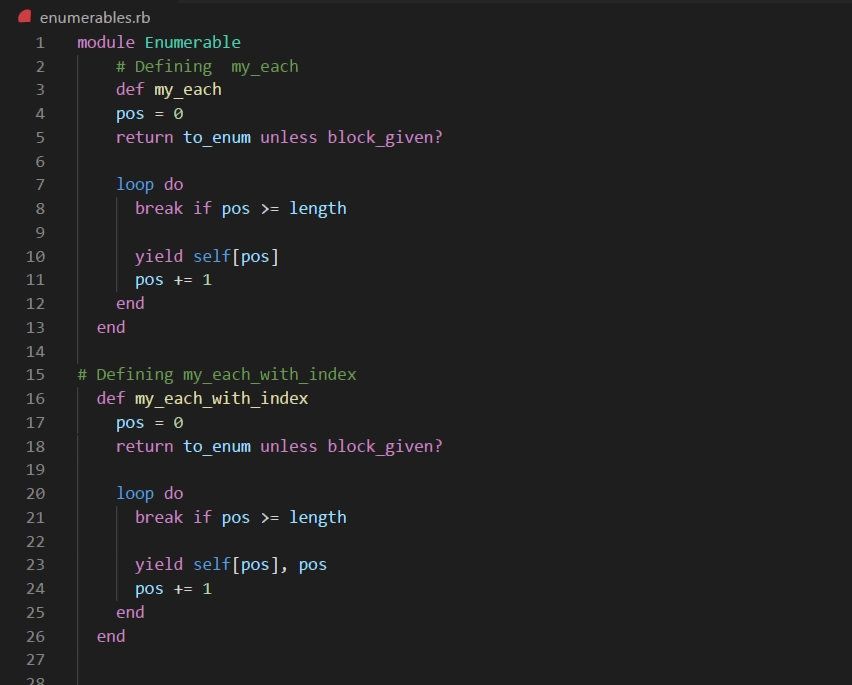 enumerables.rb
1 module Enumerable
2 # Defining  my_each
3 def my_each
4 pos = 0
5 return to_enum unless block_given?
6
7 loop do
8 break if pos >= length
9
10 yield self[pos]
11 pos += 1
12 end
13 end
14
15 # Defining my_each_with_index
16 def my_each_with_index
17 pos = 0
18 return to_enum unless block_given?
19
20 loop do
21 break if pos >= length
22
23 yield self[pos], pos
24 pos += 1
25 end
26 end
27
28